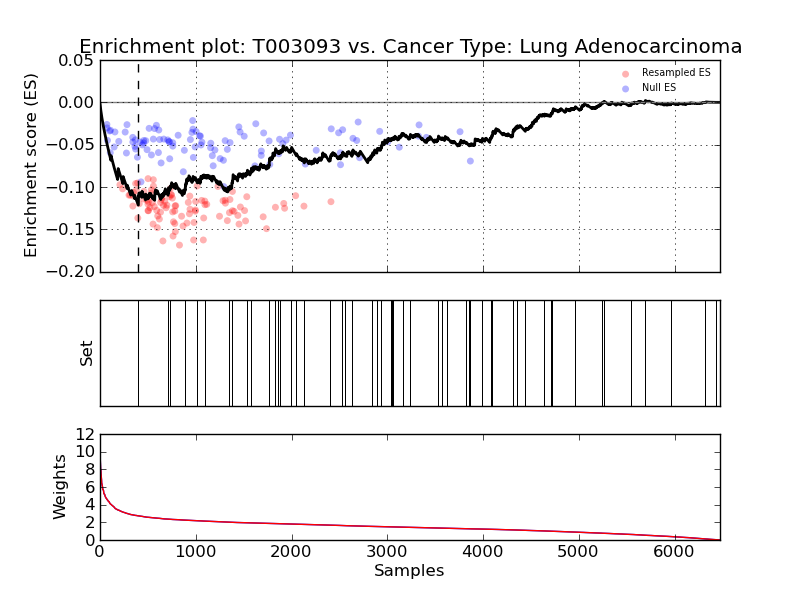 Enrichment plot: T003093 vs. Cancer Type: Lung Adenocarcinoma
0.05
0.00
−0.05
−0.10
−0.15
−0.20
Enrichment score (ES)
Resampled ES
Null ES
Set
12
10
8
6
4
2
0
Weights
0 1000 2000 3000 4000 5000 6000
Samples